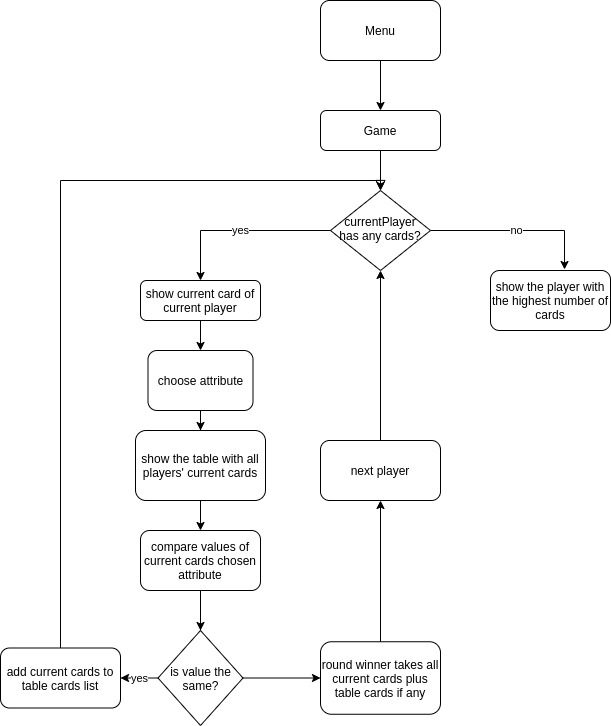 Menu
Game
currentPlayer
has any cards?
yes
no
show current card of
current player
show the player with
the highest number of
cards
choose attribute
show the table with all
players' current cards
next player
compare values of
current cards chosen
attribute
add current cards to
table cards list
yes
is value the
same?
round winner takes all
current cards plus
table cards if any